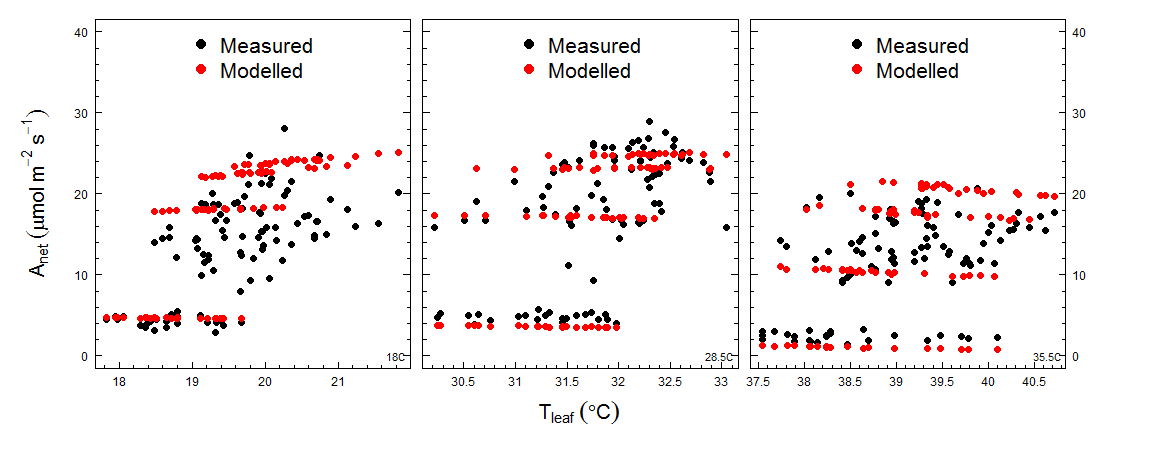 Measured
Modelled
Measured
Modelled
Measured
Modelled
40
30
20
10
0
40
30
20
10
0
A_net (μmol m⁻² s⁻¹)
18C
28.5C
35.5C
18 19 20 21
30.5 31 31.5 32 32.5 33
37.5 38 38.5 39 39.5 40 40.5
T_leaf (°C)